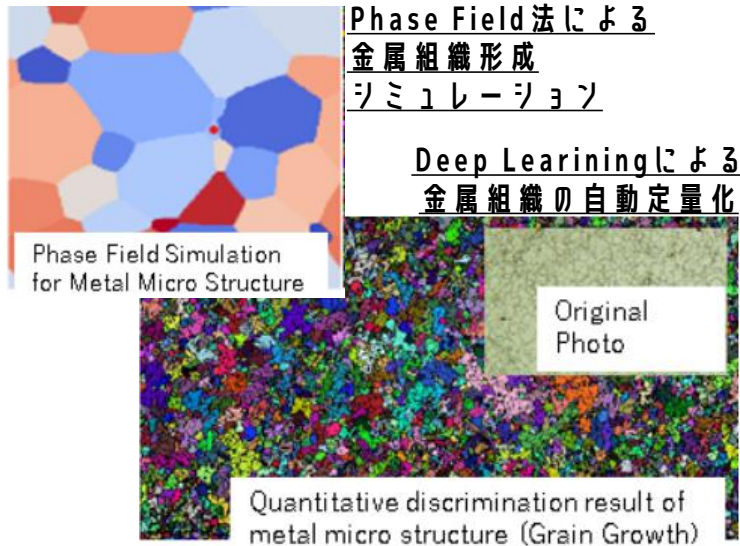 Phase Field法による
金属組織形成
シミュレーション
Deep Leariningによる
金属組織の自動定量化
Phase Field Simulation
for Metal Micro Structure
Original
Photo
Quantitative discrimination result of
metal micro structure (Grain Growth)